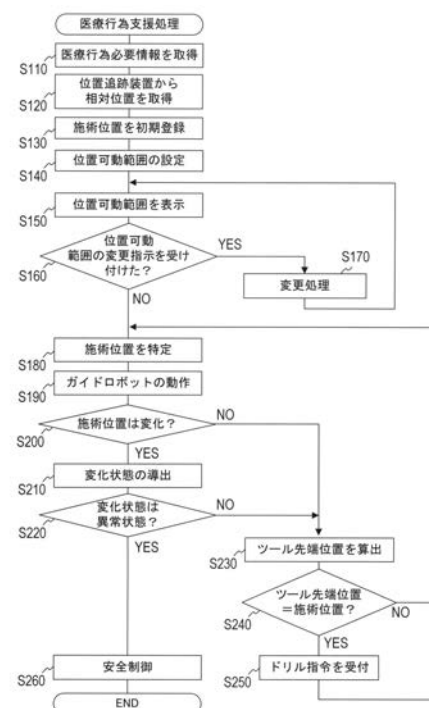 医療行為支援処理
S110
医療行為必要情報を取得
S120
位置追跡装置から
相対位置を取得
S130
施術位置を初期登録
S140
位置可動範囲の設定
S150
位置可動範囲を表示
S160
位置可動
範囲の変更指示を受け
付けた?
YES
NO
S170
変更処理
S180
施術位置を特定
S190
ガイドロボットの動作
S200
施術位置は変化?
NO
YES
S210
変化状態の導出
S220
変化状態は
異常状態?
NO
YES
S230
ツール先端位置を算出
S240
ツール先端位置
=施術位置?
NO
YES
S250
ドリル指令を受付
S260
安全制御
END